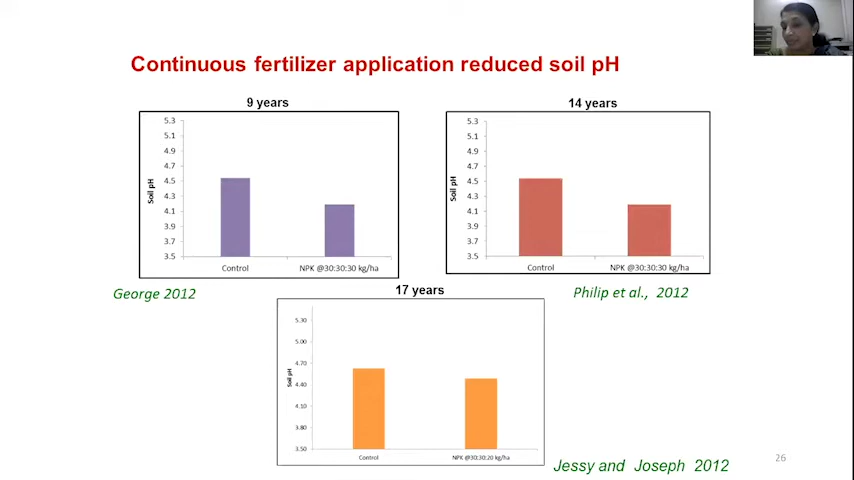 Continuous fertilizer application reduced soil pH
9 years
5.3
5.1
4.9
4.7
4.5
4.3
4.1
3.9
3.7
3.5
Soil pH
Control
NPK @30:30:30 kg/ha
George 2012
14 years
5.3
5.1
4.9
4.7
4.5
4.3
4.1
3.9
3.7
3.5
Soil pH
Control
NPK @30:30:30 kg/ha
Philip et al., 2012
17 years
5.30
5.00
4.70
4.40
4.10
3.80
3.50
Soil pH
Control
NPK @30:30:20 kg/ha
Jessy and Joseph 2012
26